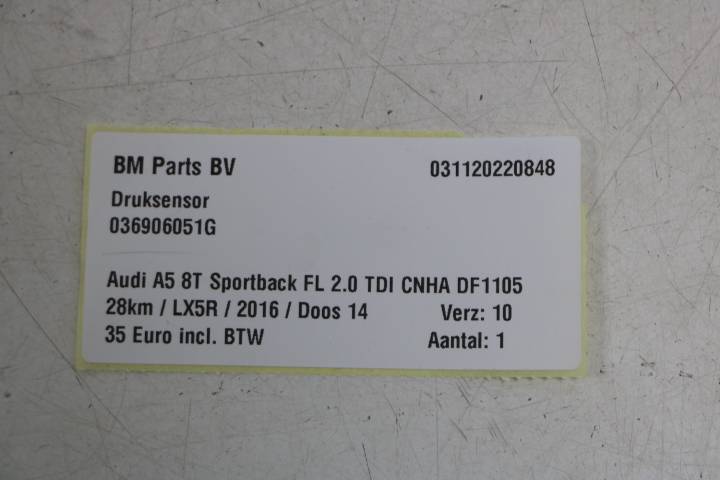 BM Parts BV 031120220848
Druksensor
036906051G
Audi A5 8T Sportback FL 2.0 TDI CNHA DF1105
28km / LX5R / 2016 / Doos 14 Verz: 10
35 Euro incl. BTW Aantal: 1